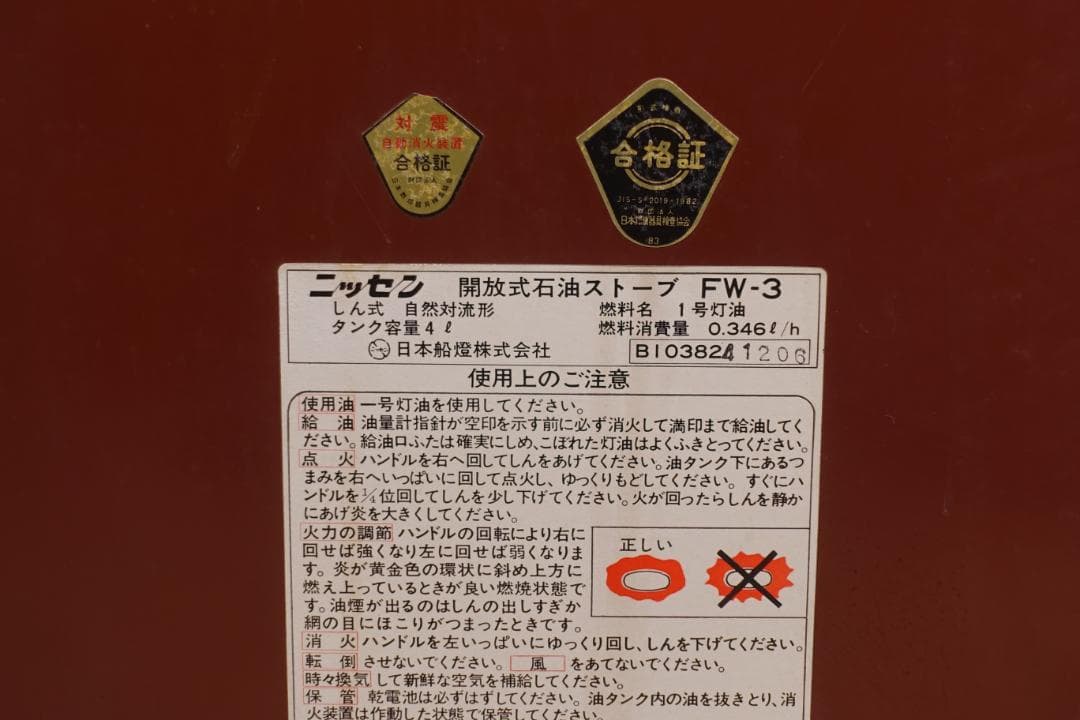 対震
自動消火装置
合格証
財団法人
合格証
JIS-S-2019-1982
財団法人
83
ニッセン 開放式石油ストーブ FW-3
しん式 自然対流形 燃料名 1号灯油
タンク容量4ℓ 燃料消費量 0.346ℓ/h
日本船燈株式会社 B10382 41206
使用上のご注意
使用油 一号灯油を使用してください。
給油 油量計指針が空印を示す前に必ず消火して満印まで給油してく
ださい。給油口ふたは確実にしめ、こぼれた灯油はよくふきとってください。
点火 ハンドルを右へ回してしんをあげてください。油タンク下にあるつ
まみを右へいっぱいに回して点火し、ゆっくりもどしてください。すぐにハ
ンドルを1/4位回してしんを少し下げてください。火が回ったらしんを静か
にあげ炎を大きくしてください。
火力の調節 ハンドルの回転により右に
回せば強くなり左に回せば弱くなりま
す。炎が黄金色の環状に斜め上方に
燃え上っているときが良い燃焼状態で
す。油煙が出るのはしんの出しすぎか
網の目にほこりがつまったときです。
正しい
消火 ハンドルを左いっぱいにゆっくり回し、しんを下げてください。
転倒 させないでください。 風 をあてないでください。
時々換気 して新鮮な空気を補給してください。
保管 乾電池は必ずはずしてください。油タンク内の油を抜きとり、消
火装置は作動した状態で保管してください。